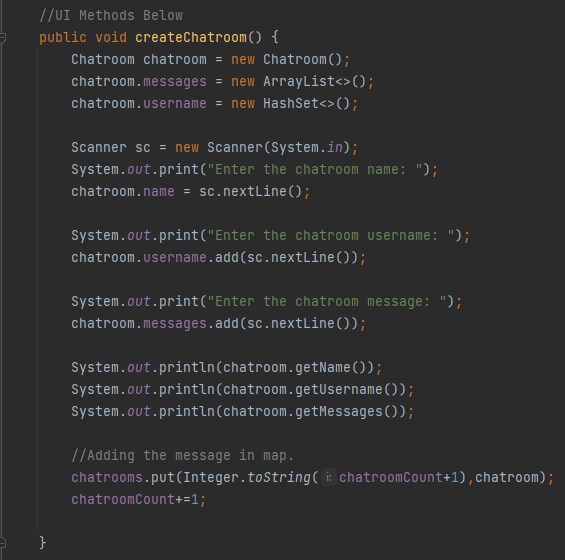 //UI Methods Below
public void createChatroom() {
Chatroom chatroom = new Chatroom();
chatroom.messages = new ArrayList<>();
chatroom.username = new HashSet<>();
Scanner sc = new Scanner(System.in);
System.out.print("Enter the chatroom name: ");
chatroom.name = sc.nextLine();
System.out.print("Enter the chatroom username: ");
chatroom.username.add(sc.nextLine());
System.out.print("Enter the chatroom message: ");
chatroom.messages.add(sc.nextLine());
System.out.println(chatroom.getName());
System.out.println(chatroom.getUsername());
System.out.println(chatroom.getMessages());
//Adding the message in map.
chatrooms.put(Integer.toString( i: chatroomCount+1),chatroom);
chatroomCount+=1;
}